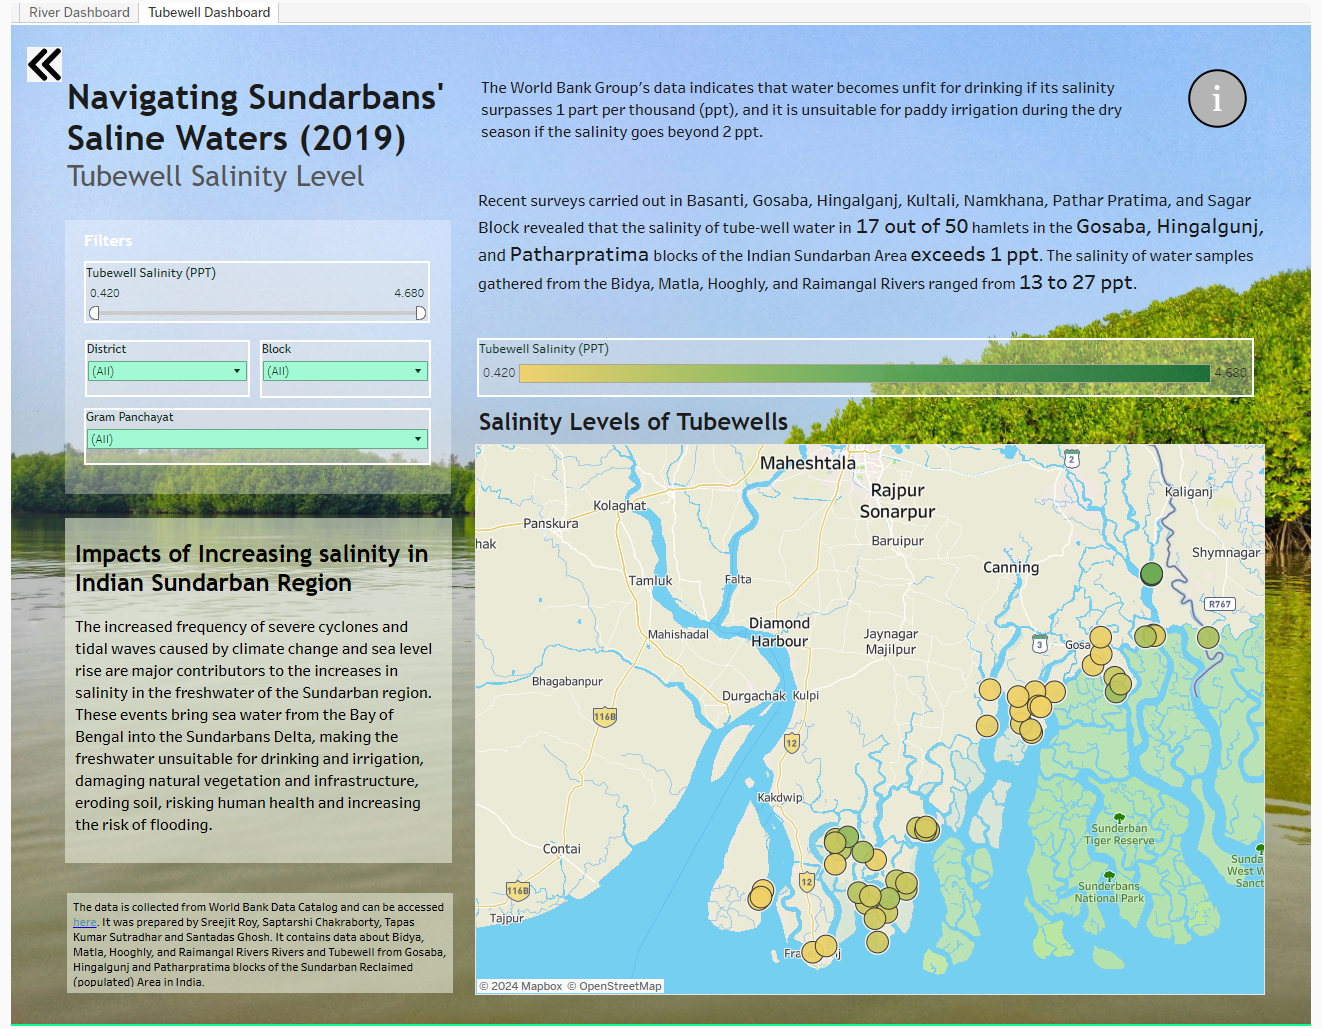 River Dashboard
Tubewell Dashboard
Navigating Sundarbans'
Saline Waters (2019)
Tubewell Salinity Level
The World Bank Group's data indicates that water becomes unfit for drinking if its salinity
surpasses 1 part per thousand (ppt), and it is unsuitable for paddy irrigation during the dry
season if the salinity goes beyond 2 ppt.
i
Recent surveys carried out in Basanti, Gosaba, Hingalganj, Kultali, Namkhana, Pathar Pratima, and Sagar
Block revealed that the salinity of tube-well water in 17 out of 50 hamlets in the Gosaba, Hingalgunj,
and Patharpratima blocks of the Indian Sundarban Area exceeds 1 ppt. The salinity of water samples
gathered from the Bidya, Matla, Hooghly, and Raimangal Rivers ranged from 13 to 27 ppt.
Filters
Tubewell Salinity (PPT)
0.420
4.680
District
(All)
Block
(All)
Gram Panchayat
(All)
Tubewell Salinity (PPT)
0.420
4.680
Salinity Levels of Tubewells
Impacts of Increasing salinity in
Indian Sundarban Region
The increased frequency of severe cyclones and
tidal waves caused by climate change and sea level
rise are major contributors to the increases in
salinity in the freshwater of the Sundarban region.
These events bring sea water from the Bay of
Bengal into the Sundarbans Delta, making the
freshwater unsuitable for drinking and irrigation,
damaging natural vegetation and infrastructure,
eroding soil, risking human health and increasing
the risk of flooding.
The data is collected from World Bank Data Catalog and can be accessed
here. It was prepared by Sreejit Roy, Saptarshi Chakraborty, Tapas
Kumar Sutradhar and Santadas Ghosh. It contains data about Bidya,
Matla, Hooghly, and Raimangal Rivers Rivers and Tubewell from Gosaba,
Hingalgunj and Patharpratima blocks of the Sundarban Reclaimed
(populated) Area in India.
Maheshtala
2
Rajpur
Sonarpur
Kaliganj
Kolaghat
Panskura
hak
Baruipur
Shymnagar
Canning
Tamluk
Falta
R767
Mahishadal
Diamond
Harbour
Jaynagar
Majilpur
3
Gosa
Bhagabanpur
Durgachak
Kulpi
116B
12
Kakdwip
Contai
Sunderban
Tiger Reserve
Sunda
West W
Sanct
12
116B
Sundarbans
National Park
Tajpur
Fra
j
© 2024 Mapbox © OpenStreetMap